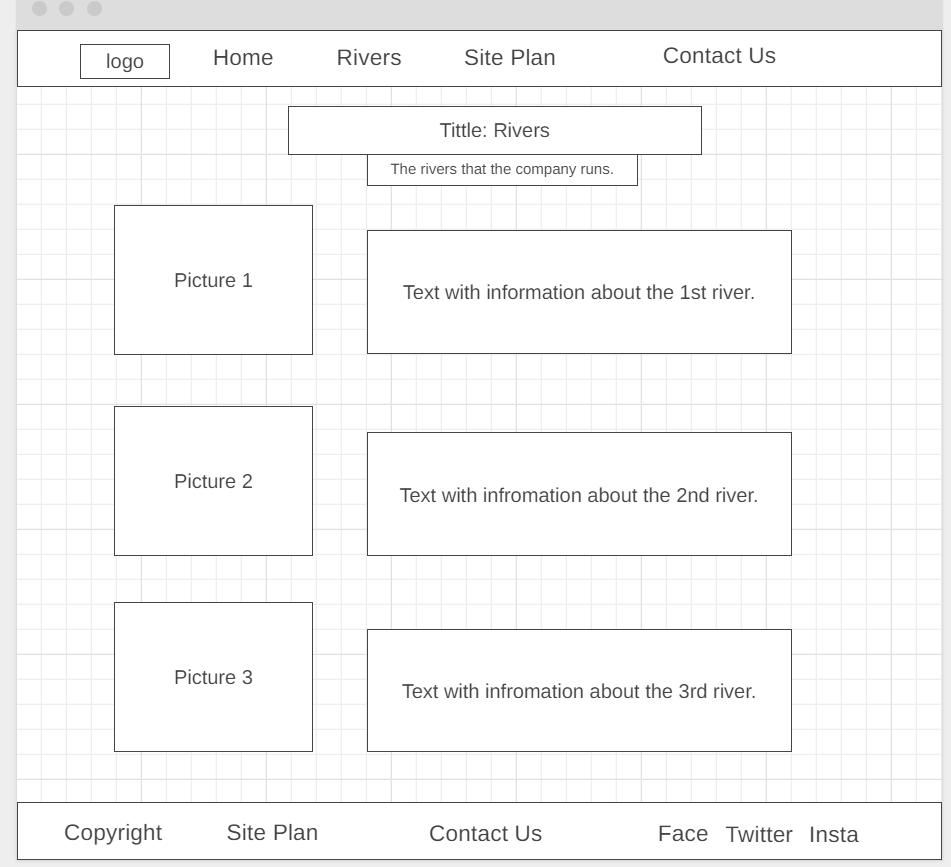 logo Home Rivers Site Plan Contact Us
Tittle: Rivers
The rivers that the company runs.
Picture 1
Text with information about the 1st river.
Picture 2
Text with infromation about the 2nd river.
Picture 3
Text with infromation about the 3rd river.
Copyright Site Plan Contact Us Face Twitter Insta